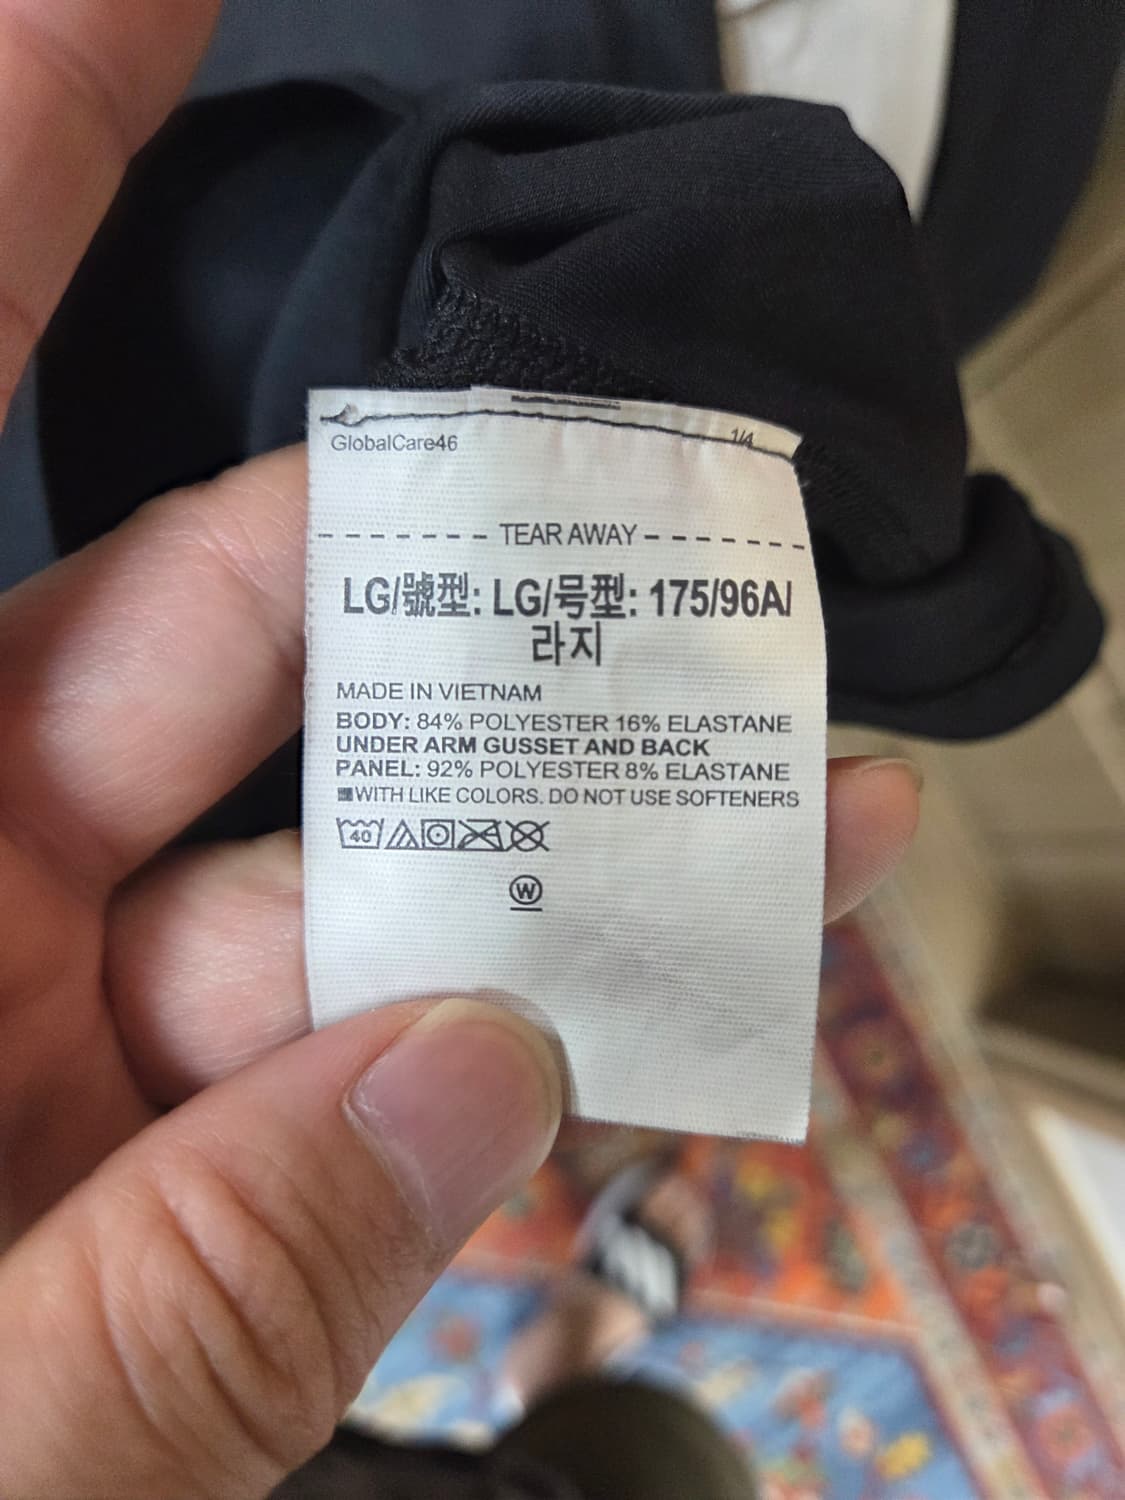 GlobalCare46 1/4
TEAR AWAY
LG/號型: LG/号型: 175/96A/
라지
MADE IN VIETNAM
BODY: 84% POLYESTER 16% ELASTANE
UNDER ARM GUSSET AND BACK
PANEL: 92% POLYESTER 8% ELASTANE
WITH LIKE COLORS. DO NOT USE SOFTENERS
40
W